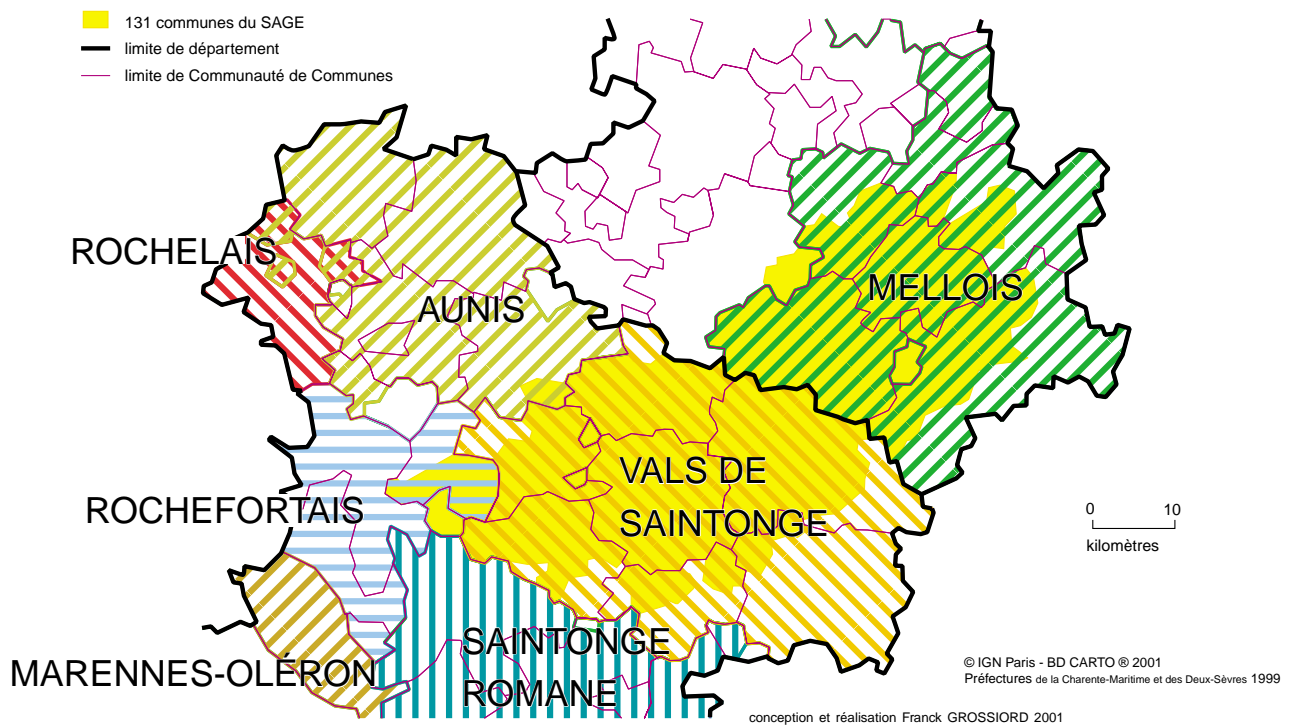 131 communes du SAGE
limite de département
limite de Communauté de Communes
ROCHELAIS
AUNIS
MELLOIS
VALS DE
SAINTONGE
ROCHEFORTAIS
0 10
kilomètres
SAINTONGE
ROMANE
MARENNES-OLÉRON
© IGN Paris - BD CARTO ® 2001
Préfectures de la Charente-Maritime et des Deux-Sèvres 1999
conception et réalisation Franck GROSSIORD 2001